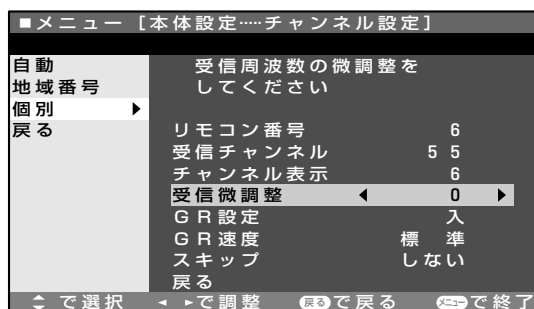 ■メニュー [本体設定……チャンネル設定]
自動
地域番号
個別 ▶
戻る
受信周波数の微調整を
してください
リモコン番号 6
受信チャンネル 55
チャンネル表示 6
受信微調整 ◀ 0 ▶
GR設定 入
GR速度 標 準
スキップ しない
戻る
◆で選択 ◀ ▶で調整 戻るで戻る メニューで終了